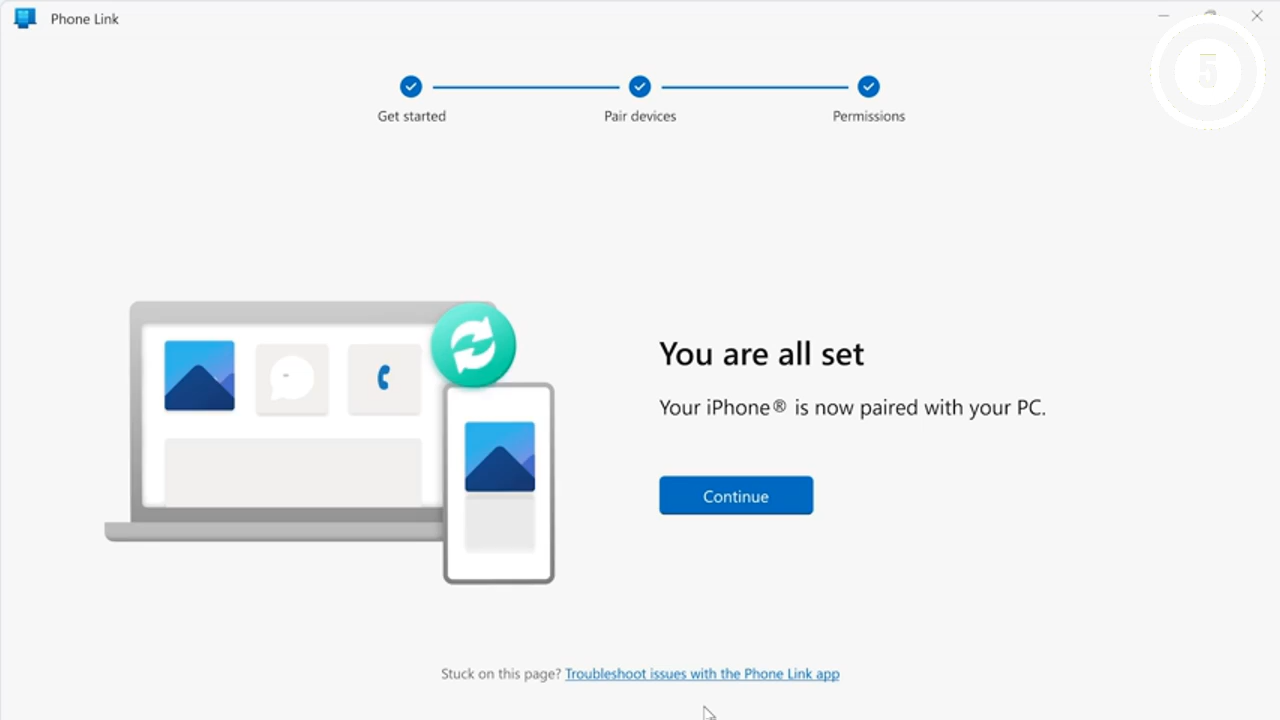 Phone Link
5
Get started
Pair devices
Permissions
You are all set
Your iPhone® is now paired with your PC.
Continue
Stuck on this page? Troubleshoot issues with the Phone Link app